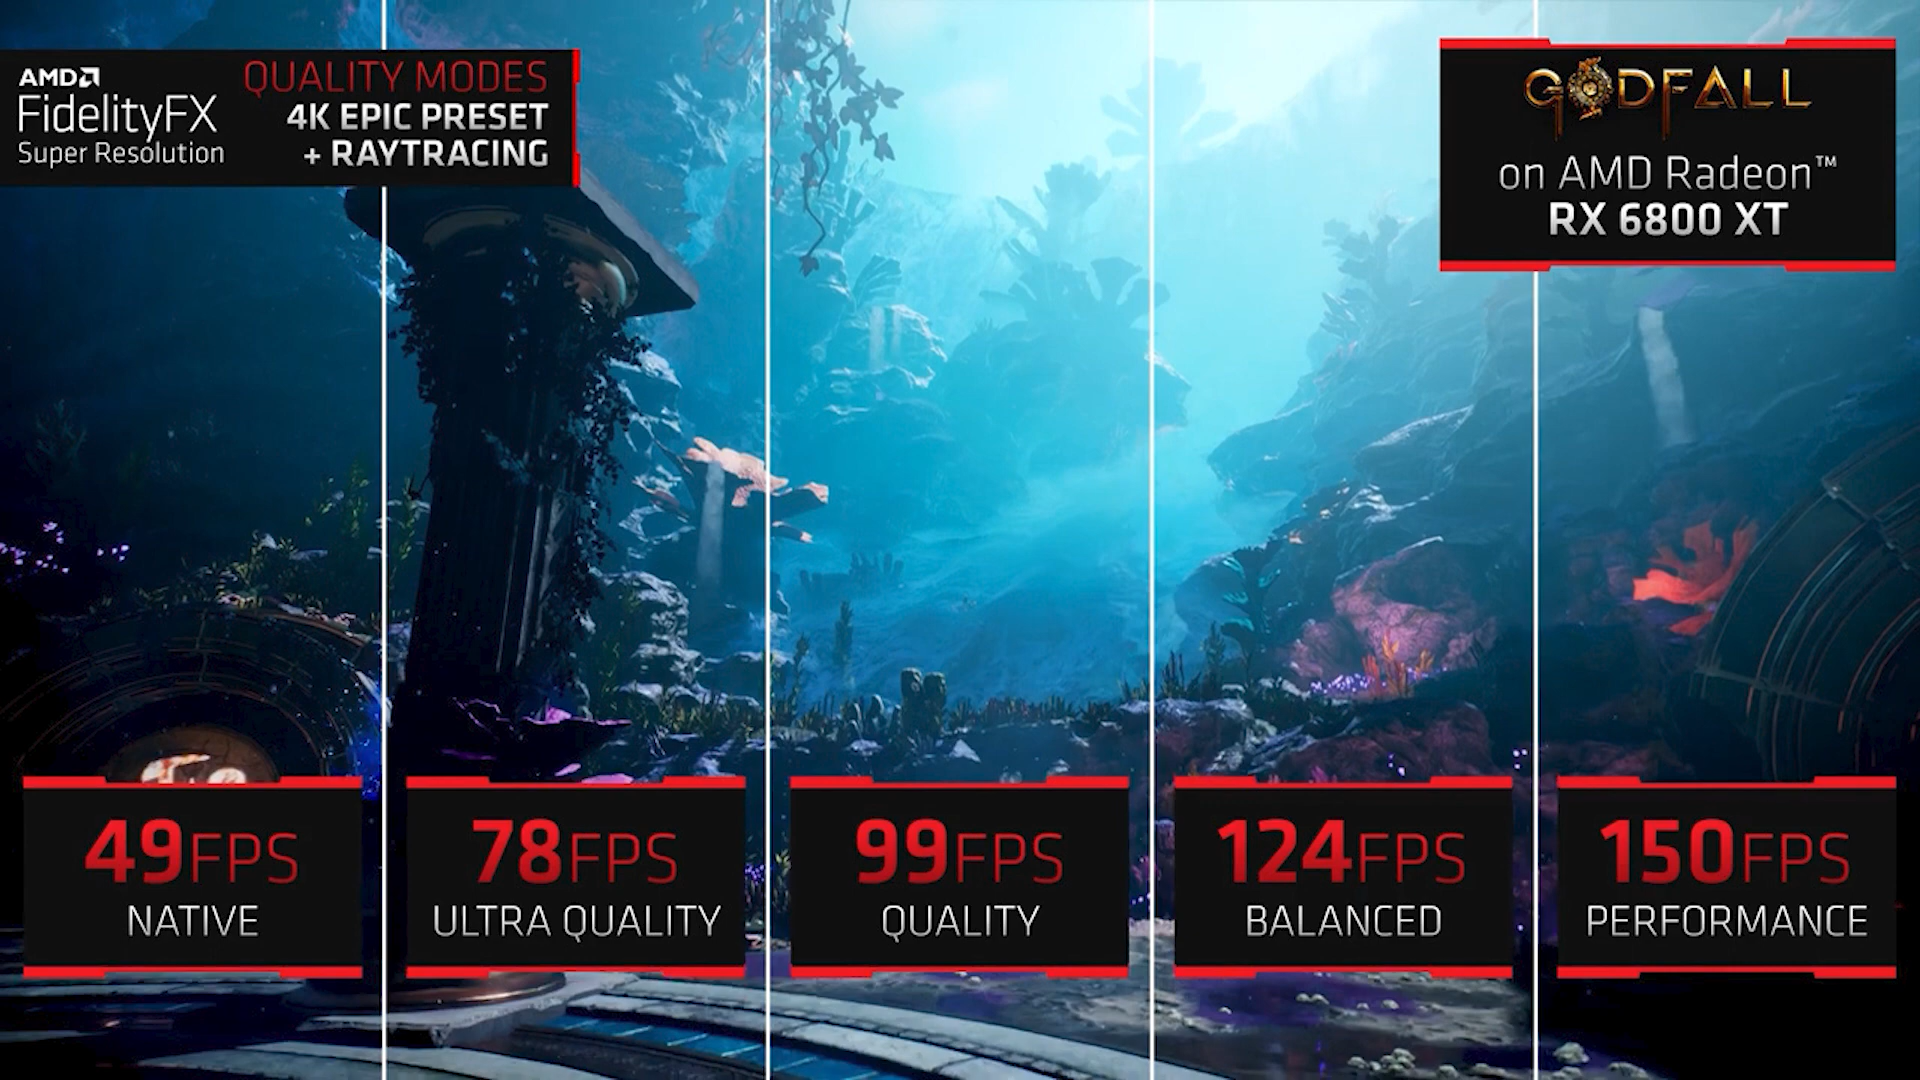 AMD
FidelityFX
Super Resolution
QUALITY MODES
4K EPIC PRESET
+ RAYTRACING
GODFALL
on AMD Radeon™
RX 6800 XT
49FPS
NATIVE
78FPS
ULTRA QUALITY
99FPS
QUALITY
124FPS
BALANCED
150FPS
PERFORMANCE